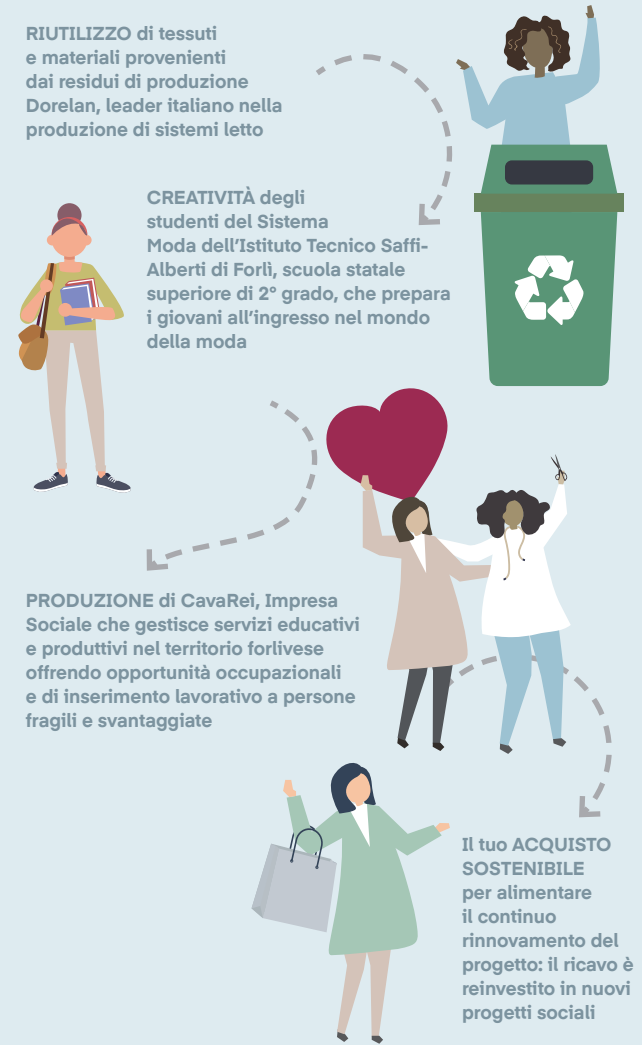 RIUTILIZZO di tessuti
e materiali provenienti
dai residui di produzione
Dorelan, leader italiano nella
produzione di sistemi letto
CREATIVITÀ degli
studenti del Sistema
Moda dell’Istituto Tecnico Saffi-
Alberti di Forlì, scuola statale
superiore di 2° grado, che prepara
i giovani all’ingresso nel mondo
della moda
PRODUZIONE di CavaRei, Impresa
Sociale che gestisce servizi educativi
e produttivi nel territorio forlivese
offrendo opportunità occupazionali
e di inserimento lavorativo a persone
fragili e svantaggiate
Il tuo ACQUISTO
SOSTENIBILE
per alimentare
il continuo
rinnovamento del
progetto: il ricavo è
reinvestito in nuovi
progetti sociali